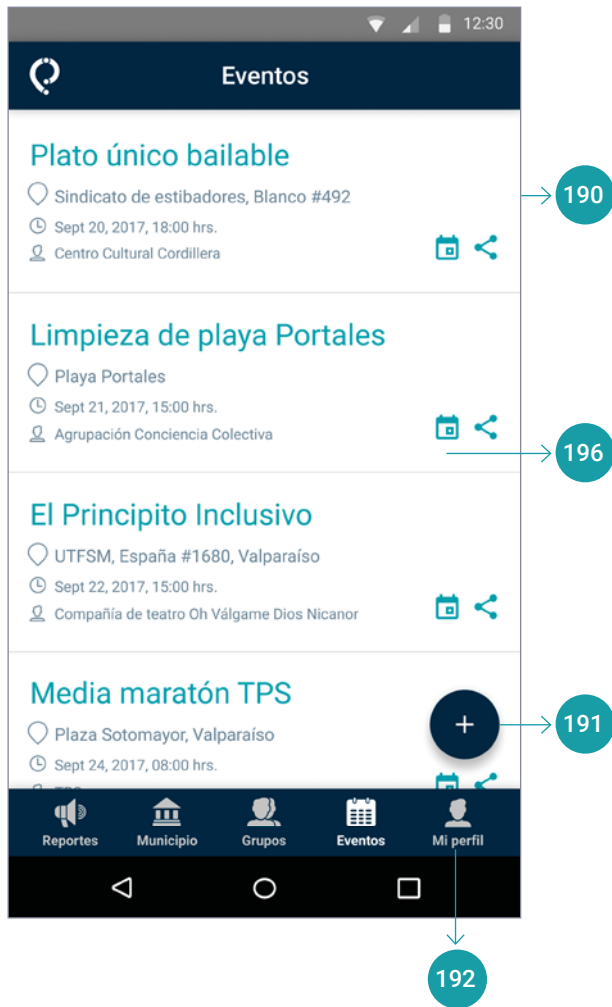 12:30
Eventos
Plato único bailable
Sindicato de estibadores, Blanco #492
190
Sept 20, 2017, 18:00 hrs.
Centro Cultural Cordillera
Limpieza de playa Portales
Playa Portales
Sept 21, 2017, 15:00 hrs.
Agrupación Conciencia Colectiva
196
El Principito Inclusivo
UTFSM, España #1680, Valparaíso
Sept 22, 2017, 15:00 hrs.
Compañía de teatro Oh Válgame Dios Nicanor
Media maratón TPS
+
191
Plaza Sotomayor, Valparaíso
Sept 24, 2017, 08:00 hrs.
Reportes Municipio Grupos Eventos Mi perfil
192